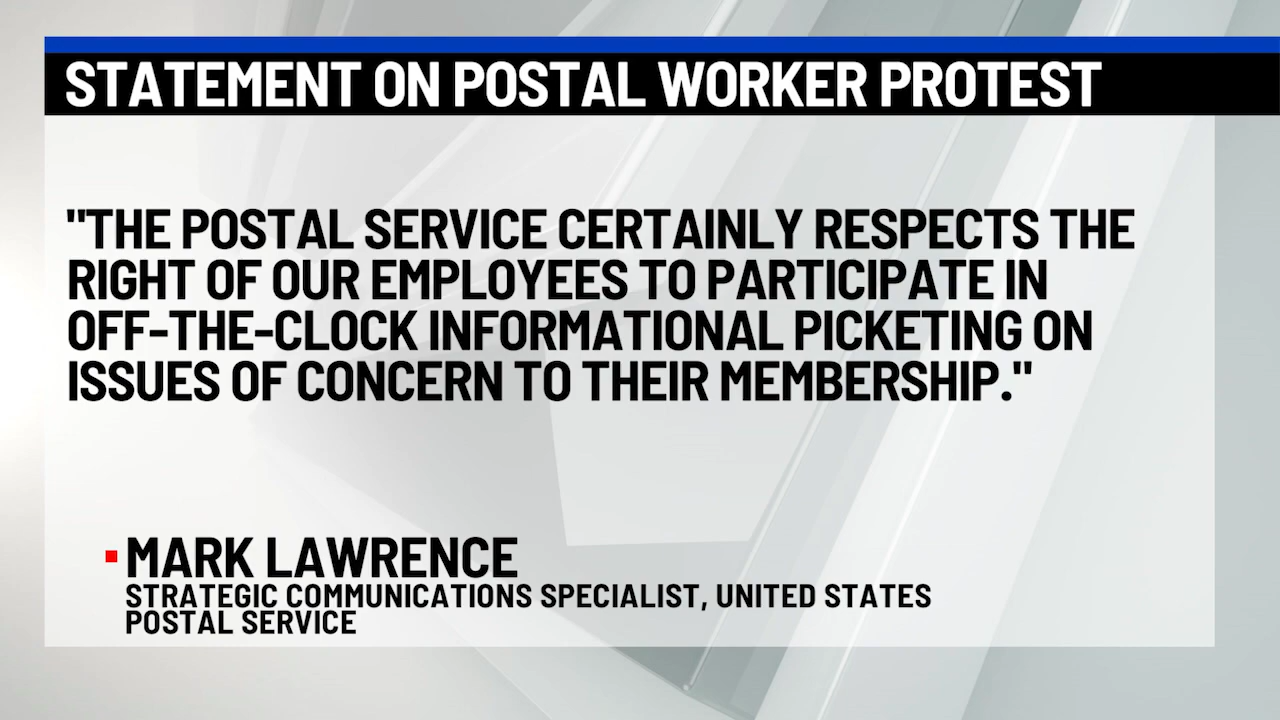 STATEMENT ON POSTAL WORKER PROTEST
"THE POSTAL SERVICE CERTAINLY RESPECTS THE
RIGHT OF OUR EMPLOYEES TO PARTICIPATE IN
OFF-THE-CLOCK INFORMATIONAL PICKETING ON
ISSUES OF CONCERN TO THEIR MEMBERSHIP."
MARK LAWRENCE
STRATEGIC COMMUNICATIONS SPECIALIST, UNITED STATES
POSTAL SERVICE